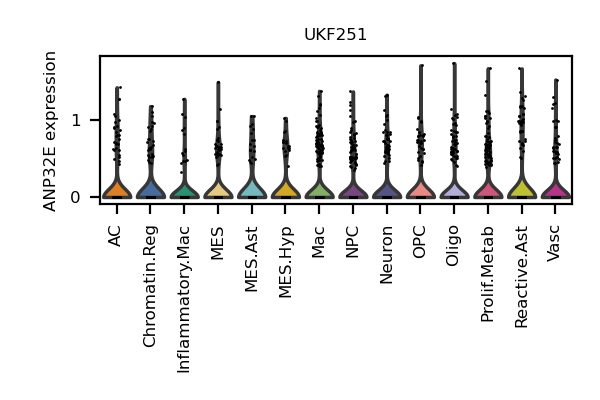 UKF251
ANP32E expression
1
0
AC
Chromatin.Reg
Inflammatory.Mac
MES
MES.Ast
MES.Hyp
Mac
NPC
Neuron
OPC
Oligo
Prolif.Metab
Reactive.Ast
Vasc